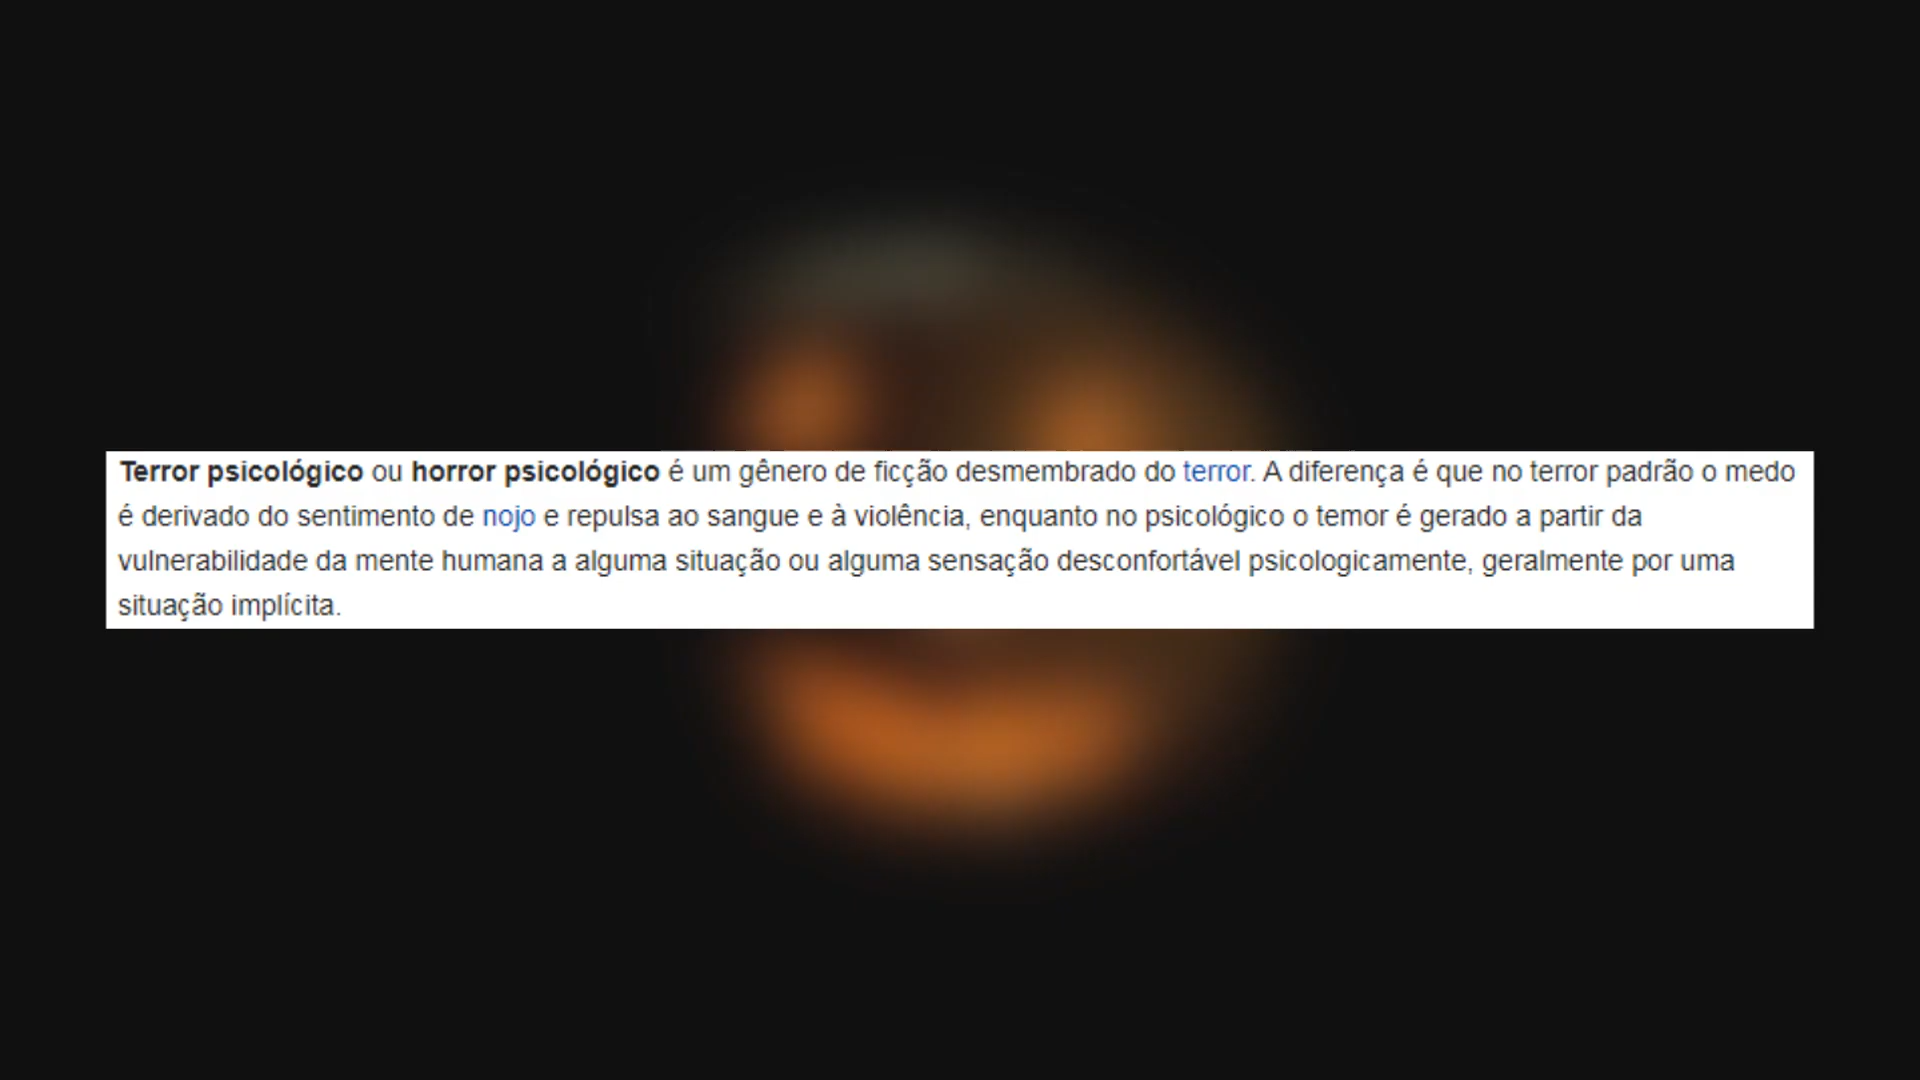 Terror psicológico ou horror psicológico é um gênero de ficção desmembrado do terror. A diferença é que no terror padrão o medo
é derivado do sentimento de nojo e repulsa ao sangue e à violência, enquanto no psicológico o temor é gerado a partir da
vulnerabilidade da mente humana a alguma situação ou alguma sensação desconfortável psicologicamente, geralmente por uma
situação implícita.